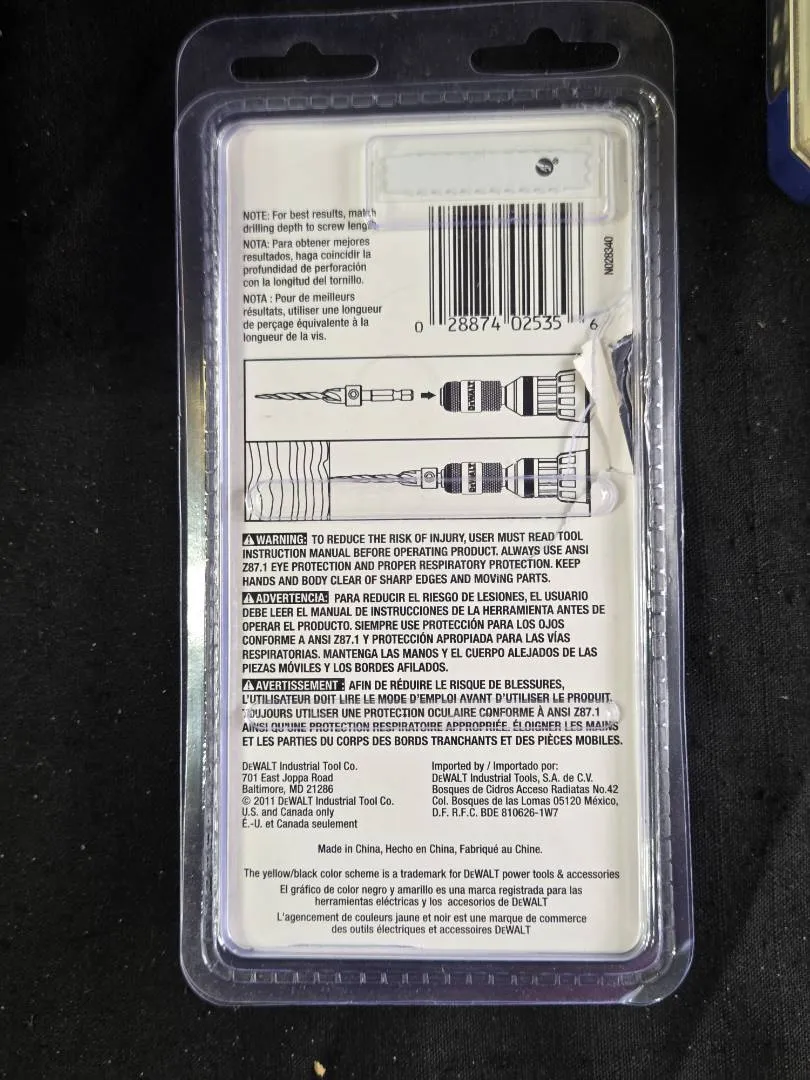 NOTE: For best results, match
drilling depth to screw length.
NOTA: Para obtener mejores
resultados, haga coincidir la
profundidad de perforación
con la longitud del tornillo.
NOTA : Pour de meilleurs
résultats, utiliser une longueur
de perçage équivalente à la
longueur de la vis.
0 28874 02535 6
N028340
DEWALT
DEWALT
WARNING: TO REDUCE THE RISK OF INJURY, USER MUST READ TOOL
INSTRUCTION MANUAL BEFORE OPERATING PRODUCT. ALWAYS USE ANSI
Z87.1 EYE PROTECTION AND PROPER RESPIRATORY PROTECTION. KEEP
HANDS AND BODY CLEAR OF SHARP EDGES AND MOVING PARTS.
ADVERTENCIA: PARA REDUCIR EL RIESGO DE LESIONES, EL USUARIO
DEBE LEER EL MANUAL DE INSTRUCCIONES DE LA HERRAMIENTA ANTES DE
OPERAR EL PRODUCTO. SIEMPRE USE PROTECCIÓN PARA LOS OJOS
CONFORME A ANSI Z87.1 Y PROTECCIÓN APROPIADA PARA LAS VÍAS
RESPIRATORIAS. MANTENGA LAS MANOS Y EL CUERPO ALEJADOS DE LAS
PIEZAS MÓVILES Y LOS BORDES AFILADOS.
AVERTISSEMENT : AFIN DE RÉDUIRE LE RISQUE DE BLESSURES,
L'UTILISATEUR DOIT LIRE LE MODE D'EMPLOI AVANT D'UTILISER LE PRODUIT.
TOUJOURS UTILISER UNE PROTECTION OCULAIRE CONFORME À ANSI Z87.1
AINSI QU'UNE PROTECTION RESPIRATOIRE APPROPRIÉE. ÉLOIGNER LES MAINS
ET LES PARTIES DU CORPS DES BORDS TRANCHANTS ET DES PIÈCES MOBILES.
DEWALT Industrial Tool Co.
701 East Joppa Road
Baltimore, MD 21286
© 2011 DEWALT Industrial Tool Co.
U.S. and Canada only
É.-U. et Canada seulement
Imported by / Importado por:
DEWALT Industrial Tools, S.A. de C.V.
Bosques de Cidros Acceso Radiatas No.42
Col. Bosques de las Lomas 05120 México,
D.F. R.F.C. BDE 810626-1W7
Made in China, Hecho en China, Fabriqué au Chine.
The yellow/black color scheme is a trademark for DEWALT power tools & accessories
El gráfico de color negro y amarillo es una marca registrada para las
herramientas eléctricas y los accesorios de DEWALT
L'agencement de couleurs jaune et noir est une marque de commerce
des outils électriques et accessoires DEWALT